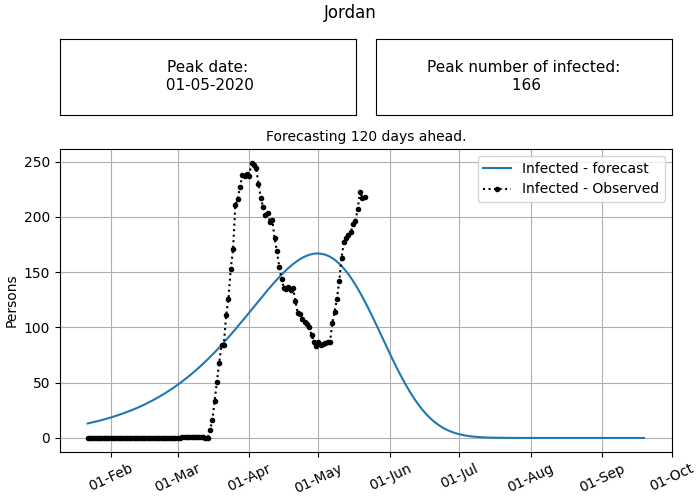 Jordan
Peak date:
01-05-2020
Peak number of infected:
166
Forecasting 120 days ahead.
Infected - forecast
Infected - Observed
Persons
250
200
150
100
50
0
01-Feb
01-Mar
01-Apr
01-May
01-Jun
01-Jul
01-Aug
01-Sep
01-Oct